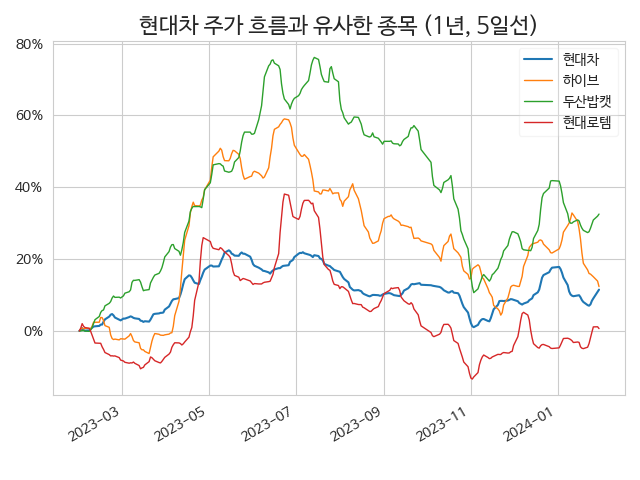 현대차 주가 흐름과 유사한 종목 (1년, 5일선)
80%
60%
40%
20%
0%
현대차
하이브
두산밥캣
현대로템
2023-03
2023-05
2023-07
2023-09
2023-11
2024-01